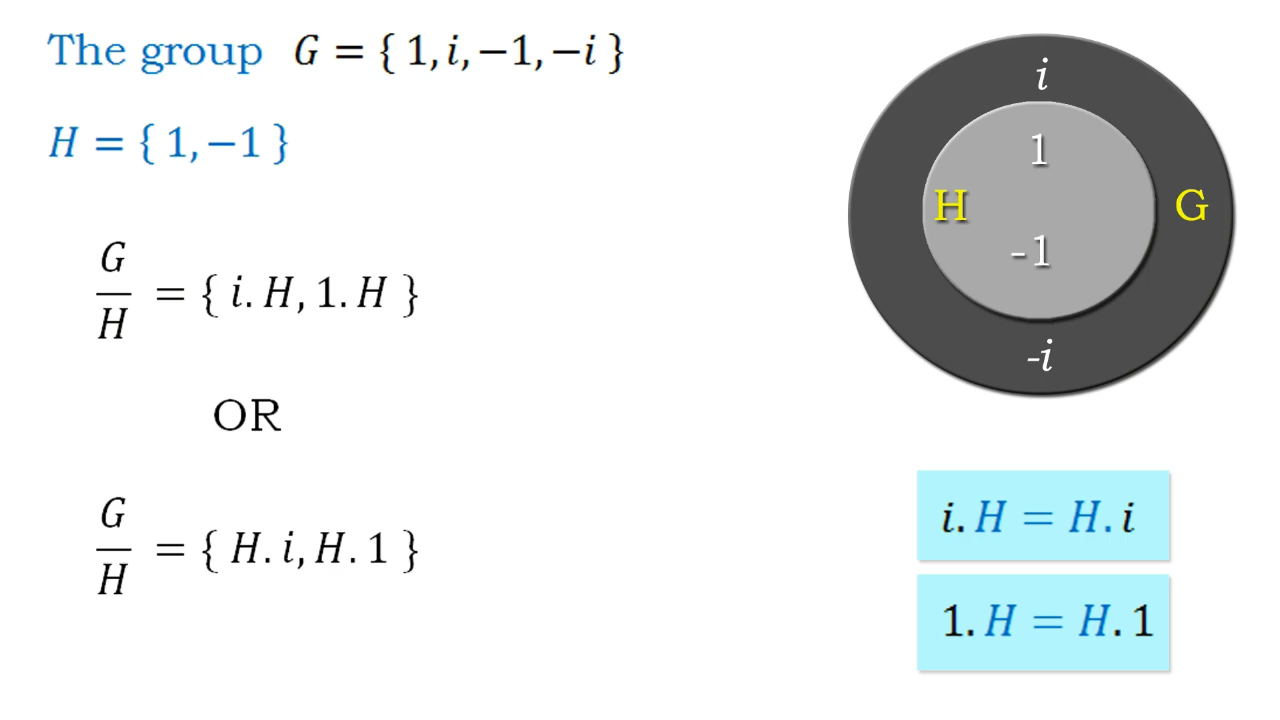 The group G = { 1, i, −1, −i }
H = { 1, −1 }
G
H
= { i. H, 1. H }
OR
G
H
= { H. i, H. 1 }
i
1
H
G
-1
-i
i. H = H. i
1. H = H. 1